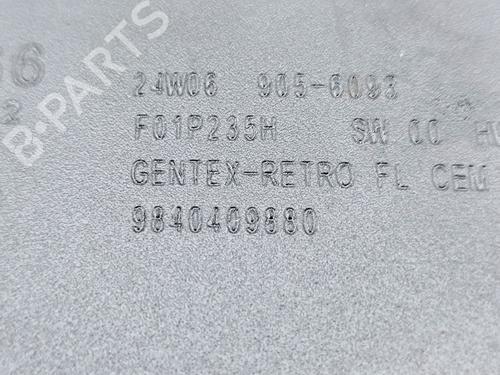 B-PARTS
24W06 905-6093
F01P235H SW 00
GENTEX-RETRO FL CEM
9840409880